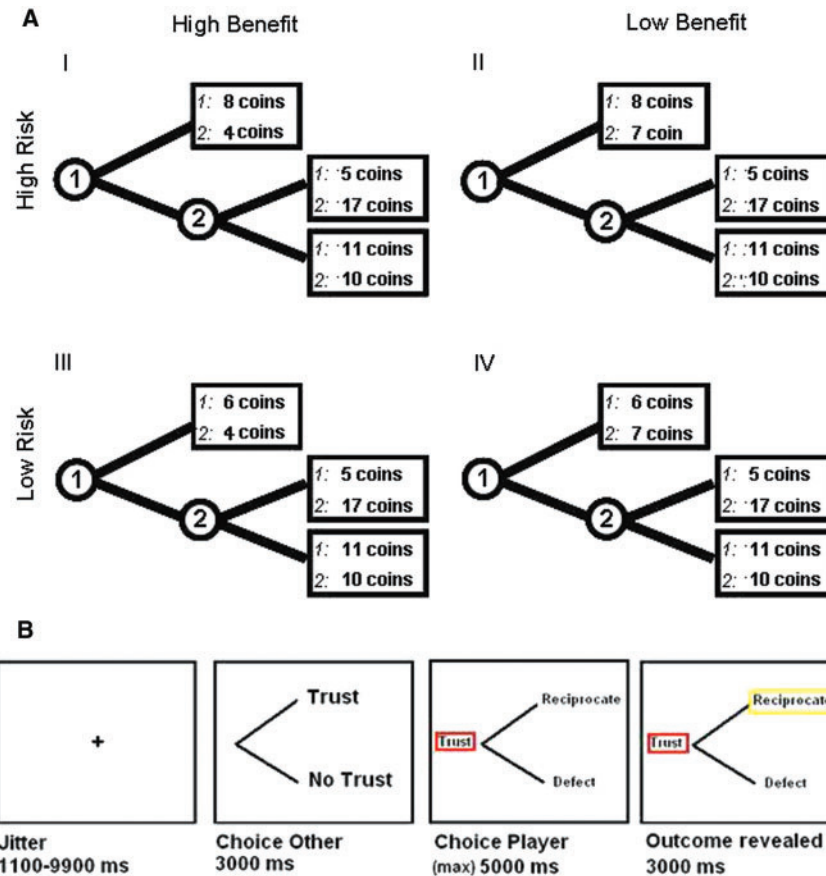 A
High Benefit
Low Benefit
I
II
High Risk
1: 8 coins
2: 4 coins
1: 8 coins
2: 7 coin
1
1
1: 5 coins
2: 17 coins
1: 5 coins
2: 17 coins
2
2
1: 11 coins
2: 10 coins
1: 11 coins
2: 10 coins
III
IV
Low Risk
1: 6 coins
2: 4 coins
1: 6 coins
2: 7 coins
1
1
1: 5 coins
2: 17 coins
1: 5 coins
2: 17 coins
2
2
1: 11 coins
2: 10 coins
1: 11 coins
2: 10 coins
B
+
Trust
No Trust
Trust
Reciprocate
Defect
Trust
Reciprocate
Defect
Jitter
1100-9900 ms
Choice Other
3000 ms
Choice Player
(max) 5000 ms
Outcome revealed
3000 ms